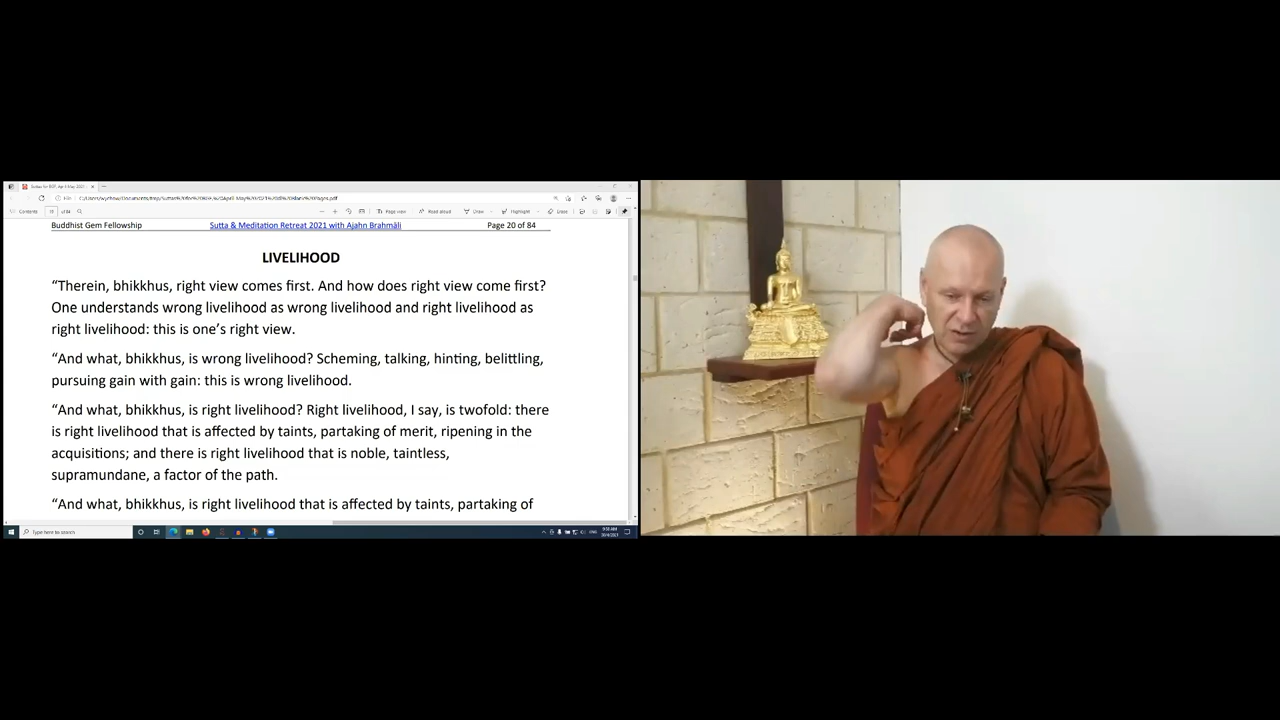 Buddhist Gem Fellowship
Sutta & Meditation Retreat 2021 with Ajahn Brahmāli
Page 20 of 84
LIVELIHOOD
“Therein, bhikkhus, right view comes first. And how does right view come first?
One understands wrong livelihood as wrong livelihood and right livelihood as
right livelihood: this is one’s right view.
“And what, bhikkhus, is wrong livelihood? Scheming, talking, hinting, belittling,
pursuing gain with gain: this is wrong livelihood.
“And what, bhikkhus, is right livelihood? Right livelihood, I say, is twofold: there
is right livelihood that is affected by taints, partaking of merit, ripening in the
acquisitions; and there is right livelihood that is noble, taintless,
supramundane, a factor of the path.
“And what, bhikkhus, is right livelihood that is affected by taints, partaking of
Type here to search